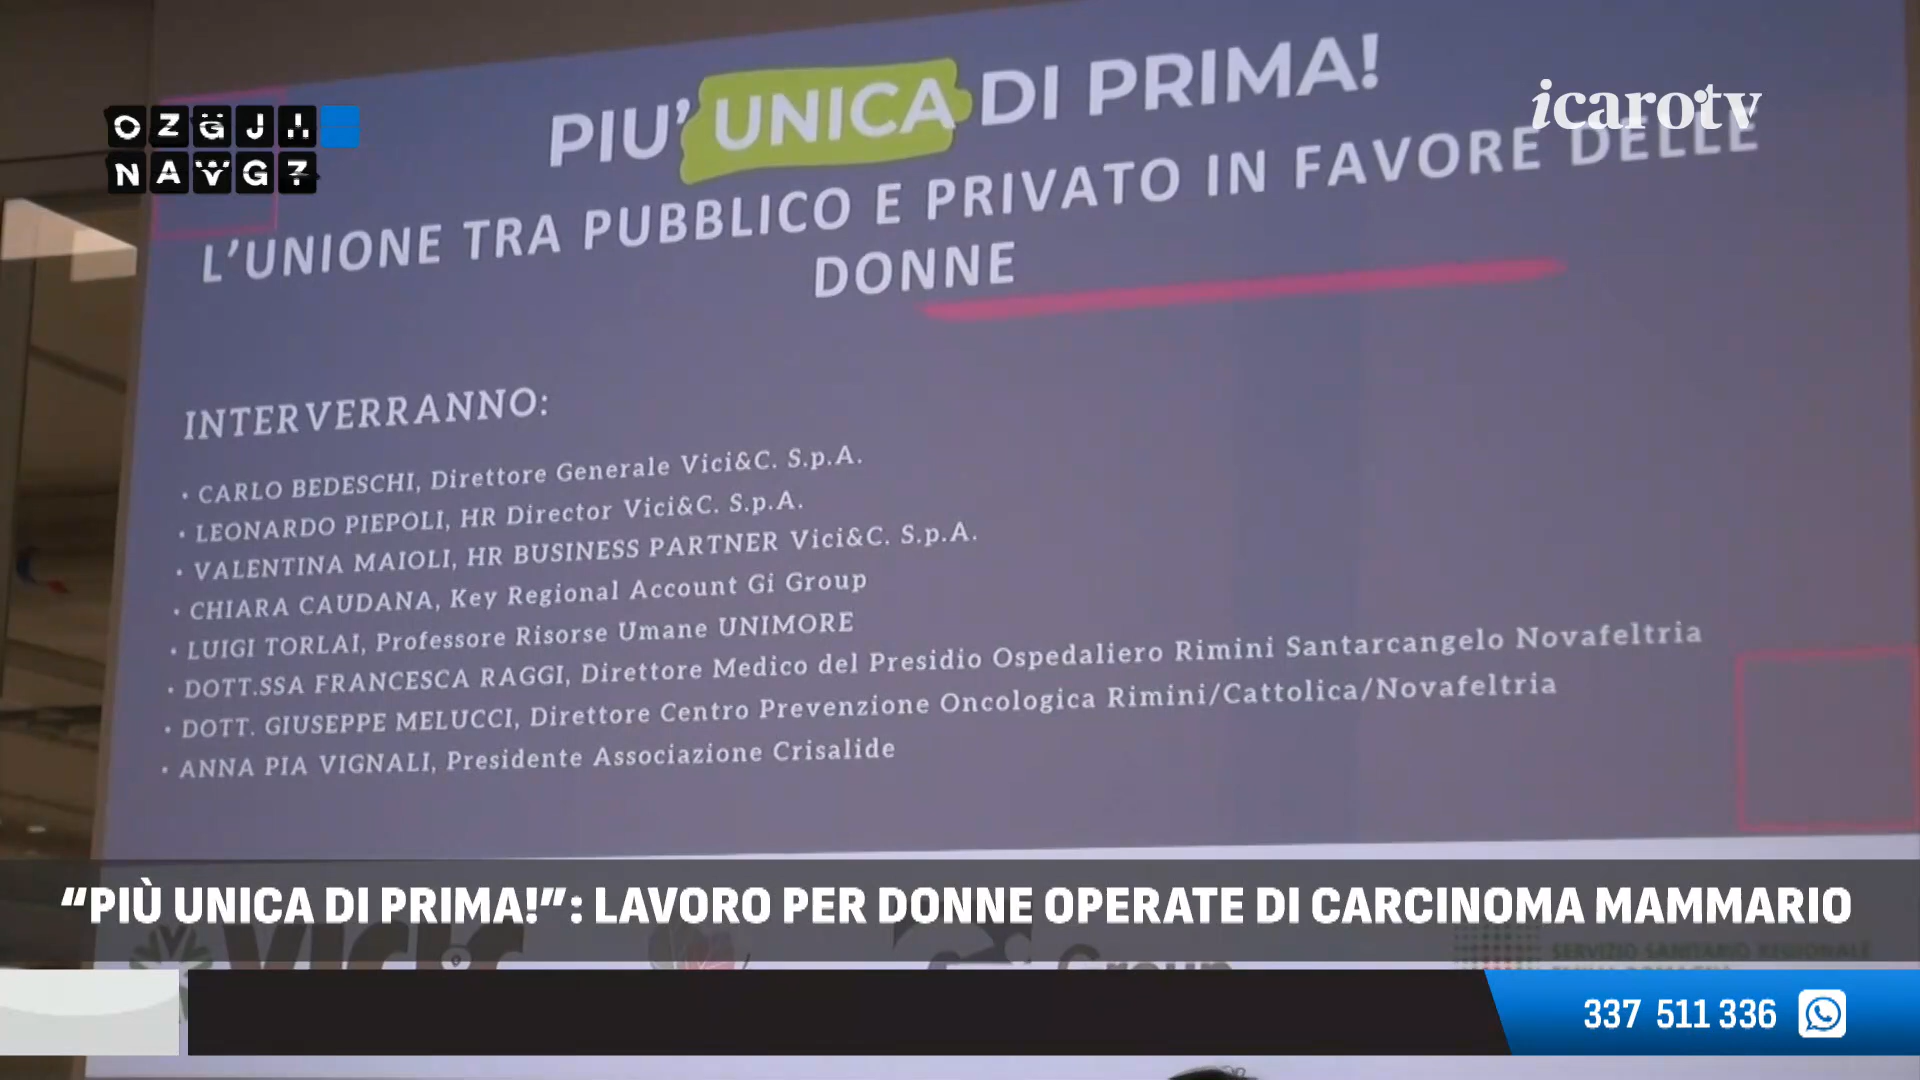 PIU' UNICA DI PRIMA!
L'UNIONE TRA PUBBLICO E PRIVATO IN FAVORE DELLE
DONNE
icarotv
INTERVERRANNO:
• CARLO BEDESCHI, Direttore Generale Vici&C. S.p.A.
• LEONARDO PIEPOLI, HR Director Vici&C. S.p.A.
• VALENTINA MAIOLI, HR BUSINESS PARTNER Vici&C. S.p.A.
• CHIARA CAUDANA, Key Regional Account Gi Group
• LUIGI TORLAI, Professore Risorse Umane UNIMORE
• DOTT.SSA FRANCESCA RAGGI, Direttore Medico del Presidio Ospedaliero Rimini Santarcangelo Novafeltria
• DOTT. GIUSEPPE MELUCCI, Direttore Centro Prevenzione Oncologica Rimini/Cattolica/Novafeltria
• ANNA PIA VIGNALI, Presidente Associazione Crisalide
“PIÙ UNICA DI PRIMA!”: LAVORO PER DONNE OPERATE DI CARCINOMA MAMMARIO
Group
SERVIZIO SANITARIO REGIONALE
337 511 336